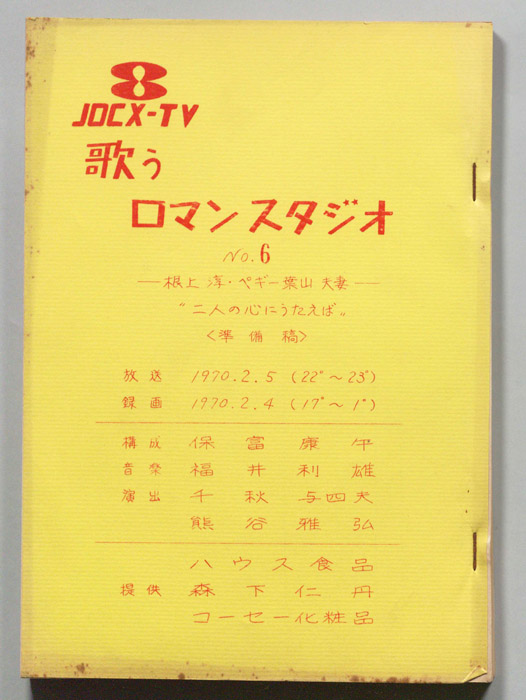 8
JOCX-TV
歌う
ロマンスタジオ
No. 6
—根上 淳・ペギー葉山 夫妻—
"二人の心にうたえば"
〈準備稿〉
放送 1970.2.5 (22°〜23°)
録画 1970.2.4 (17°〜1°)
構成 保富康午
音楽 福井利雄
演出 千秋与四夫
熊谷雅弘
ハウス食品
提供 森下仁丹
コーセー化粧品